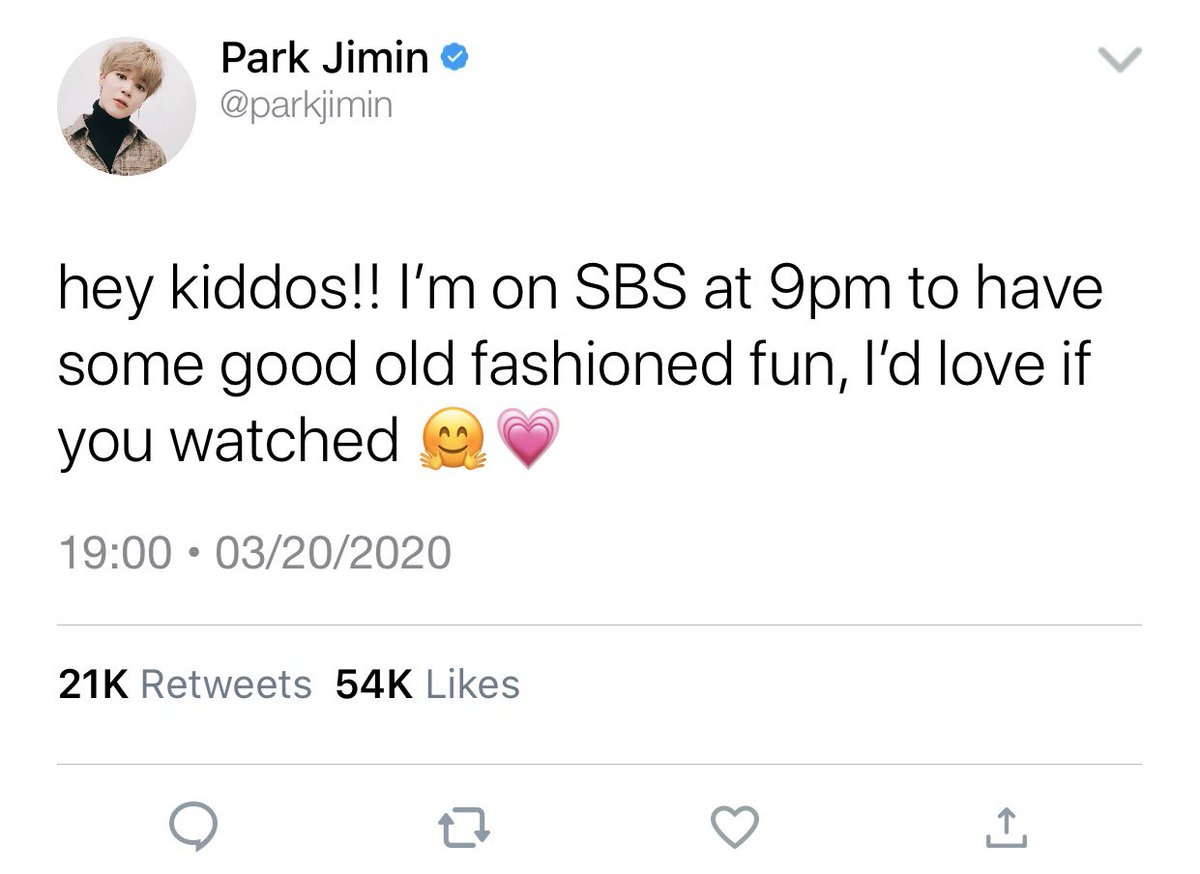 Park Jimin
@parkjimin
hey kiddos!! I’m on SBS at 9pm to have
some good old fashioned fun, I’d love if
you watched 🤗💗
19:00 • 03/20/2020
21K Retweets 54K Likes